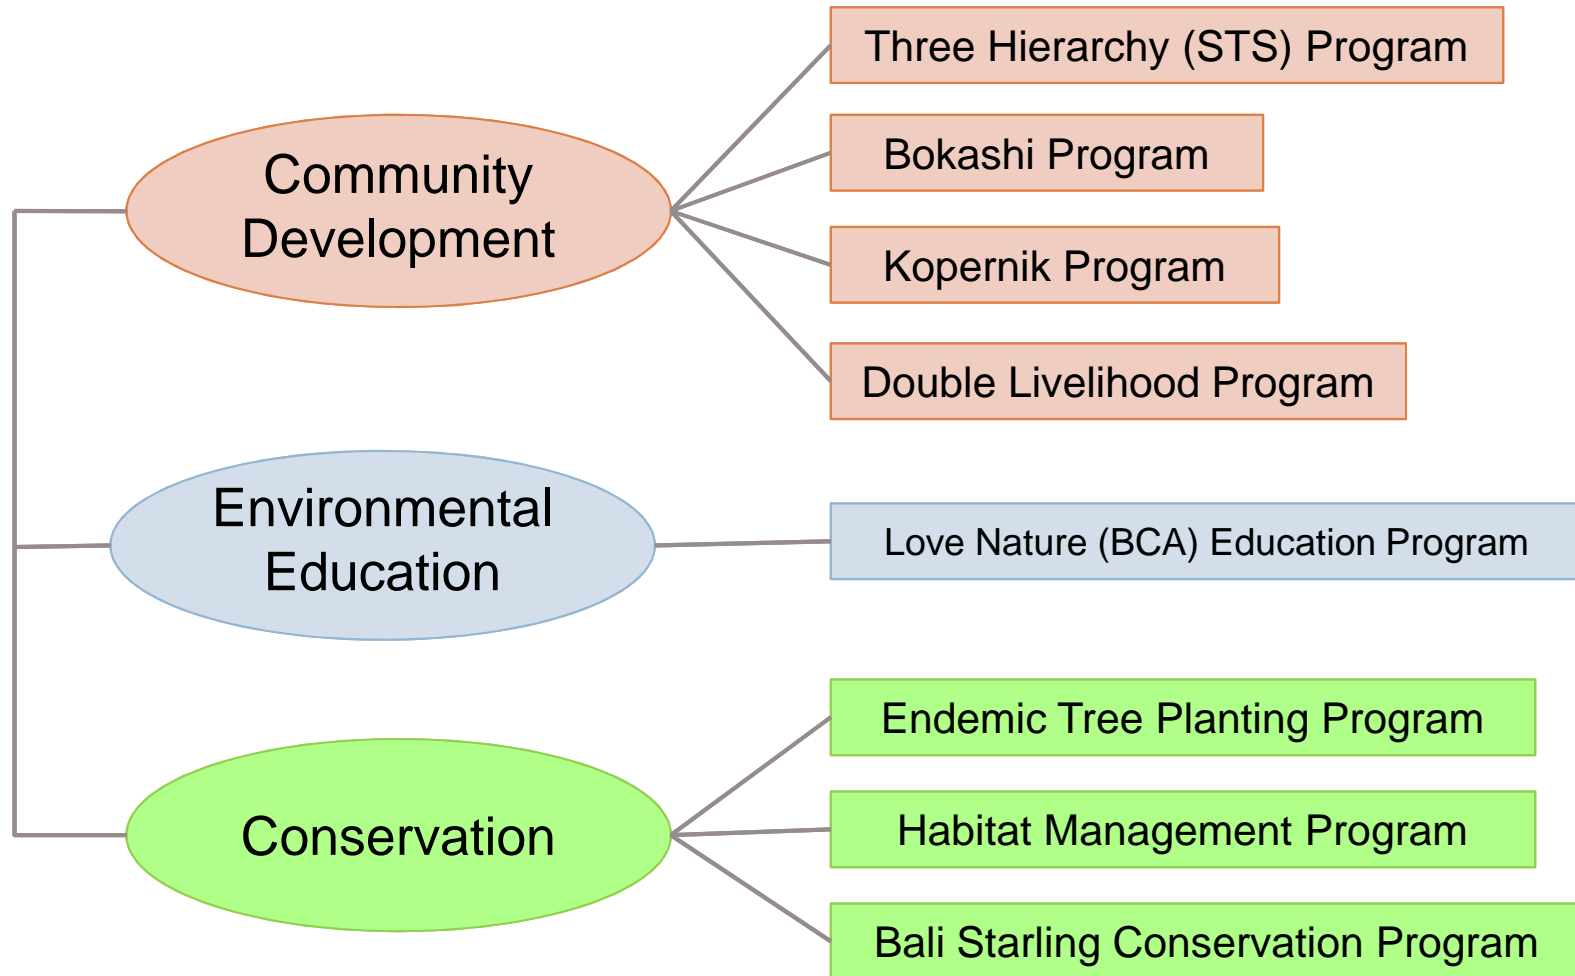 Community
Development
Three Hierarchy (STS) Program
Bokashi Program
Kopernik Program
Double Livelihood Program
Environmental
Education
Love Nature (BCA) Education Program
Conservation
Endemic Tree Planting Program
Habitat Management Program
Bali Starling Conservation Program